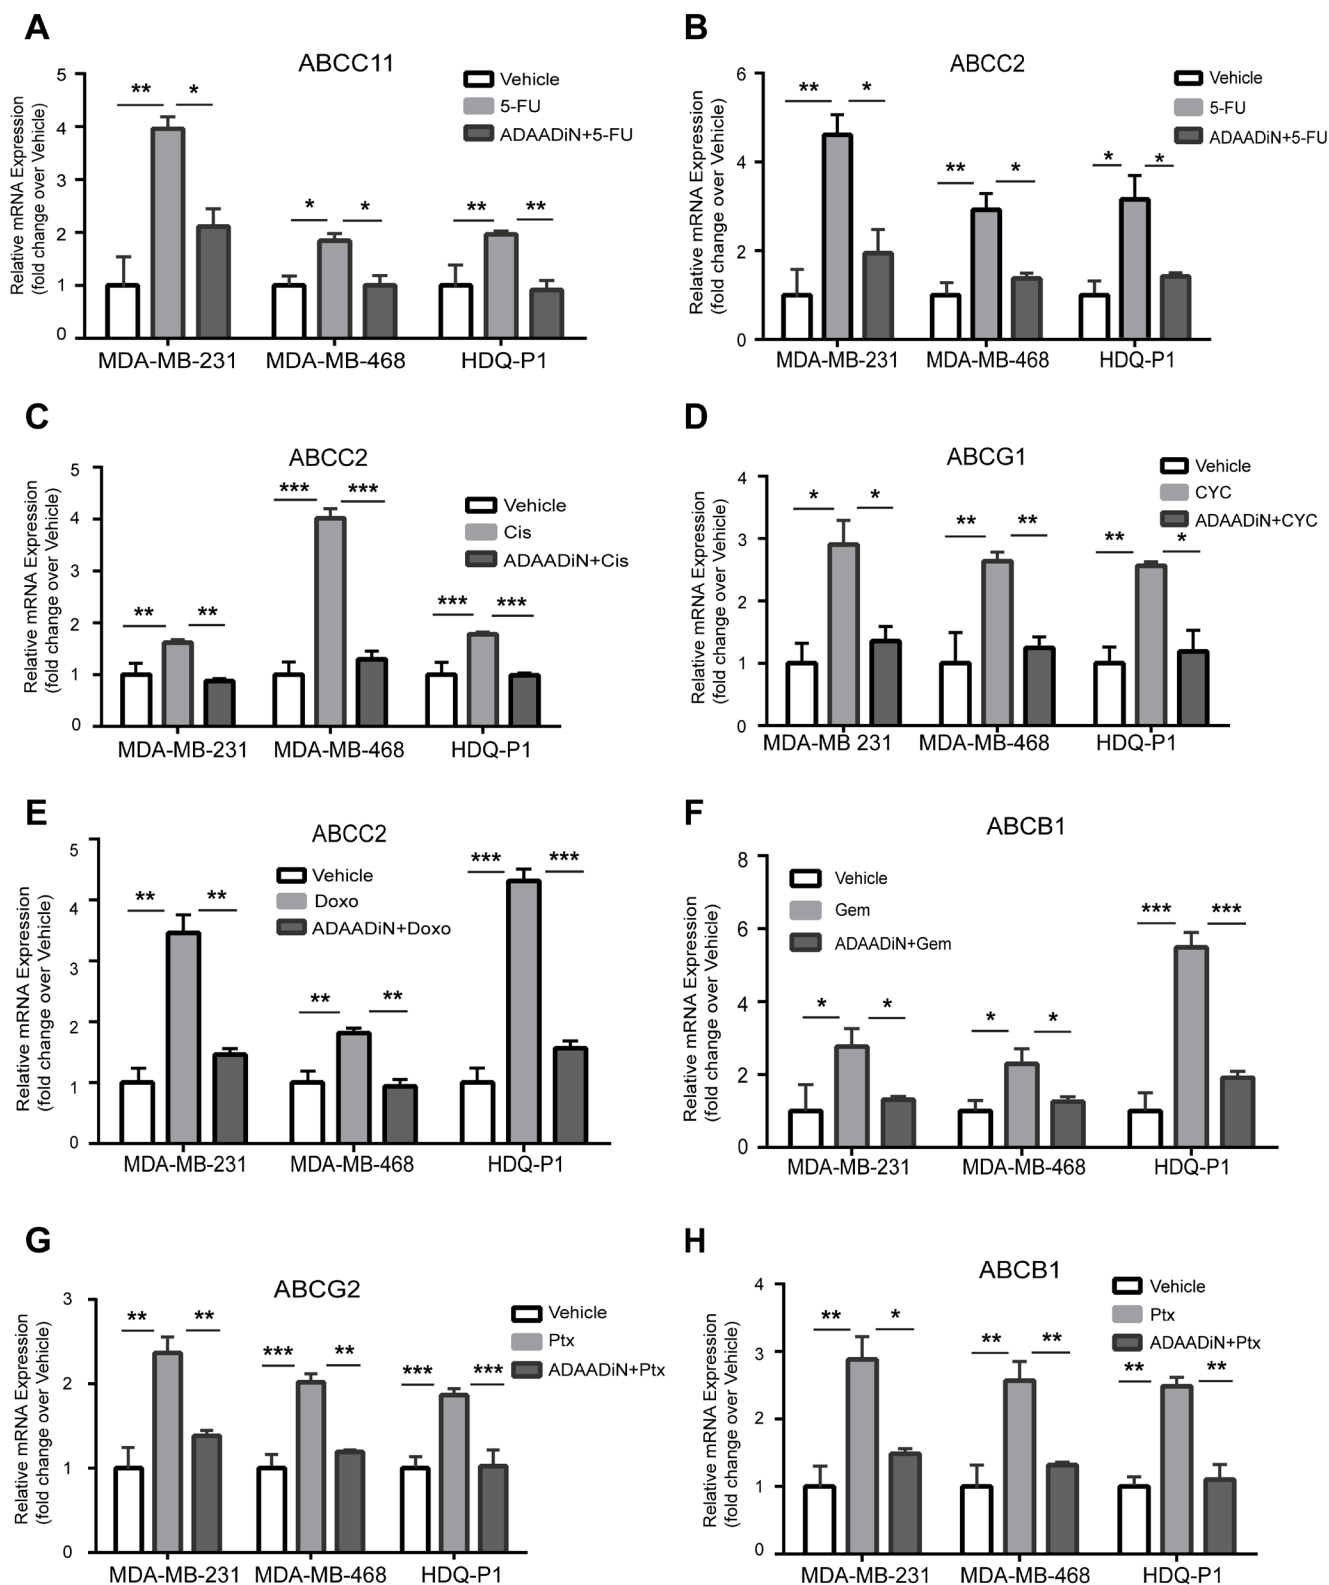 A
ABCC11
Vehicle
5-FU
ADAADiN+5-FU
Relative mRNA Expression
(fold change over Vehicle)
5
4
3
2
1
0
** *
* *
** **
MDA-MB-231 MDA-MB-468 HDQ-P1
B
ABCC2
Vehicle
5-FU
ADAADiN+5-FU
Relative mRNA Expression
(fold change over Vehicle)
6
4
2
0
** *
** *
* *
MDA-MB-231 MDA-MB-468 HDQ-P1
C
ABCC2
Vehicle
Cis
ADAADiN+Cis
Relative mRNA Expression
(fold change over Vehicle)
5
4
3
2
1
0
** **
*** ***
*** ***
MDA-MB-231 MDA-MB-468 HDQ-P1
D
ABCG1
Vehicle
CYC
ADAADiN+CYC
Relative mRNA Expression
(fold change over Vehicle)
4
3
2
1
0
* *
** **
** *
MDA-MB 231 MDA-MB-468 HDQ-P1
E
ABCC2
Vehicle
Doxo
ADAADiN+Doxo
Relative mRNA Expression
(fold change over Vehicle)
5
4
3
2
1
0
** **
** **
*** ***
MDA-MB-231 MDA-MB-468 HDQ-P1
F
ABCB1
Vehicle
Gem
ADAADiN+Gem
Relative mRNA Expression
(fold change over Vehicle)
8
6
4
2
0
* *
* *
*** ***
MDA-MB-231 MDA-MB-468 HDQ-P1
G
ABCG2
Vehicle
Ptx
ADAADiN+Ptx
Relative mRNA Expression
(fold change over Vehicle)
3
2
1
0
** **
*** **
*** ***
MDA-MB-231 MDA-MB-468 HDQ-P1
H
ABCB1
Vehicle
Ptx
ADAADiN+Ptx
Relative mRNA Expression
(fold change over Vehicle)
4
3
2
1
0
** *
** **
** **
MDA-MB-231 MDA-MB-468 HDQ-P1